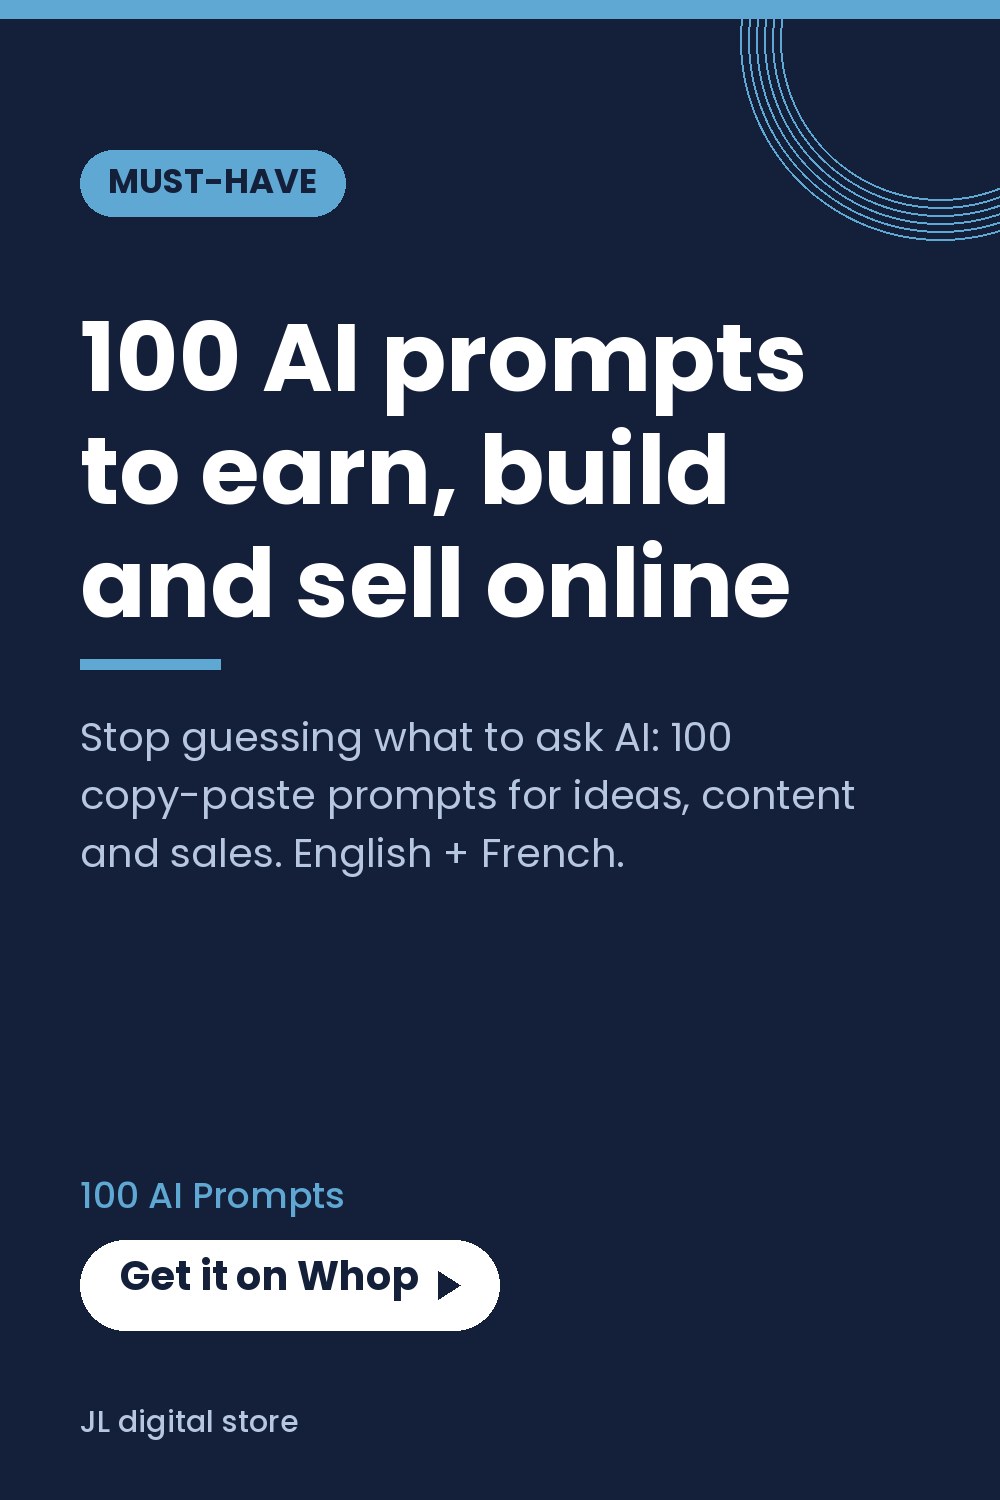 MUST-HAVE
100 AI prompts
to earn, build
and sell online
Stop guessing what to ask AI: 100
copy-paste prompts for ideas, content
and sales. English + French.
100 AI Prompts
Get it on Whop
JL digital store